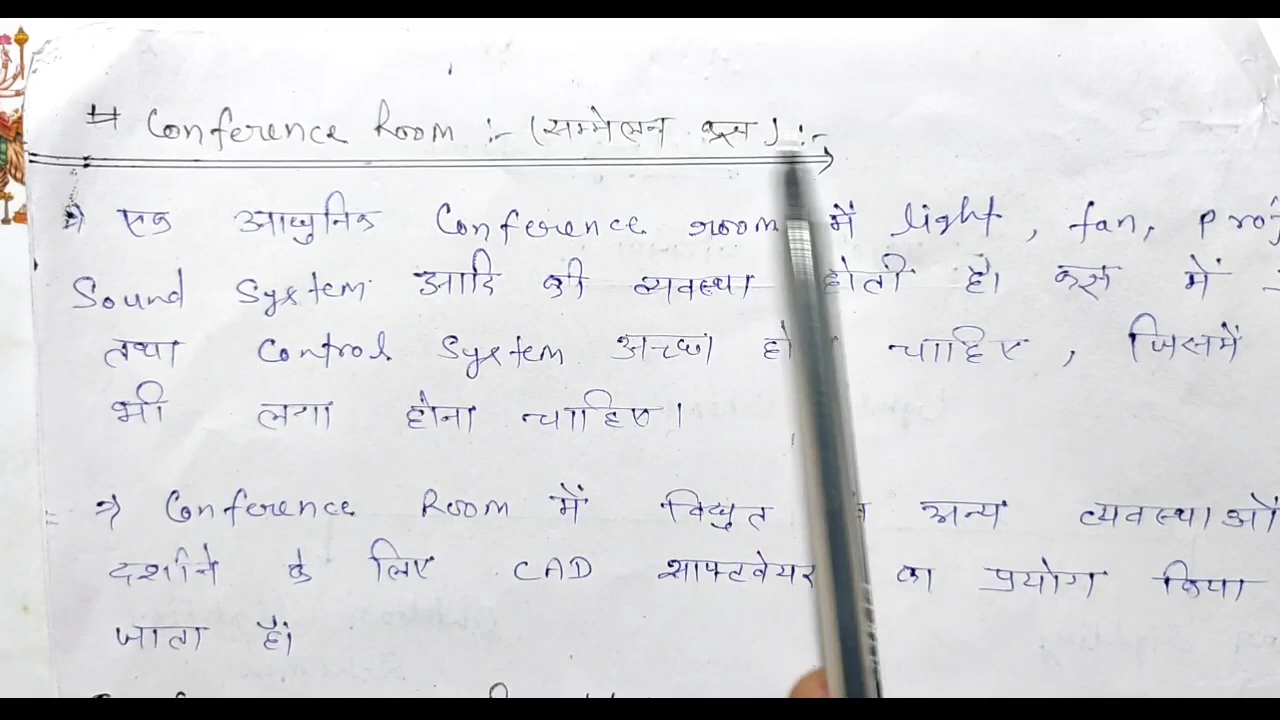 # Conference Room :- (सम्मेलन कक्ष) :-
⇒ एक आधुनिक Conference room में light, fan,
Sound System आदि की व्यवस्था होती है। कक्ष में
तथा Control System अच्छा चाहिए, जिसमें
भी लगा होना चाहिए।
⇒ Conference Room में विद्युत अन्य व्यवस्थाओं
दर्शाने के लिए CAD साफ्टवेयर का प्रयोग किया
जाता है।